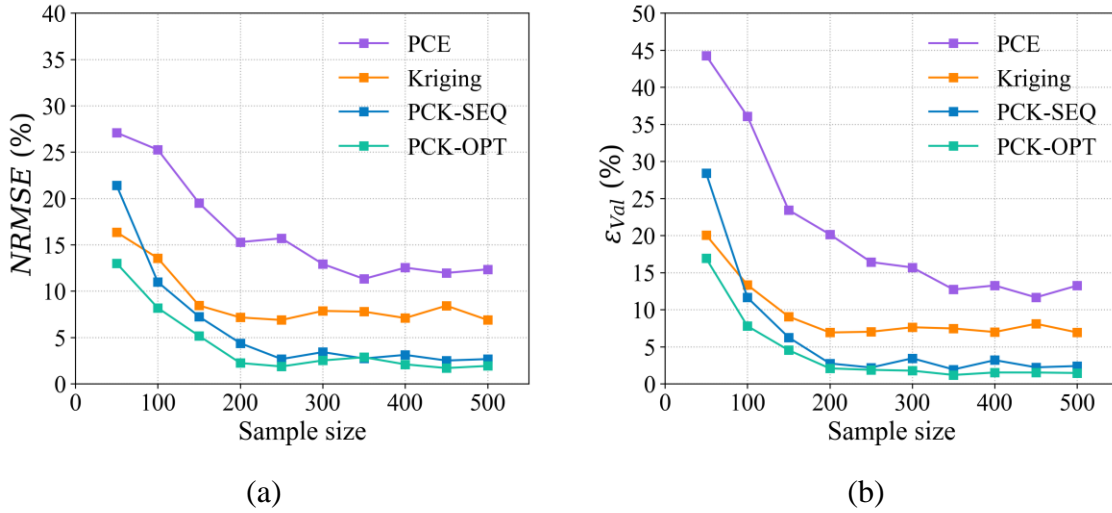 40
35
30
25
20
15
10
5
0
NRMSE (%)
0 100 200 300 400 500
Sample size
PCE
Kriging
PCK-SEQ
PCK-OPT
(a)
50
45
40
35
30
25
20
15
10
5
0
εVal (%)
0 100 200 300 400 500
Sample size
PCE
Kriging
PCK-SEQ
PCK-OPT
(b)